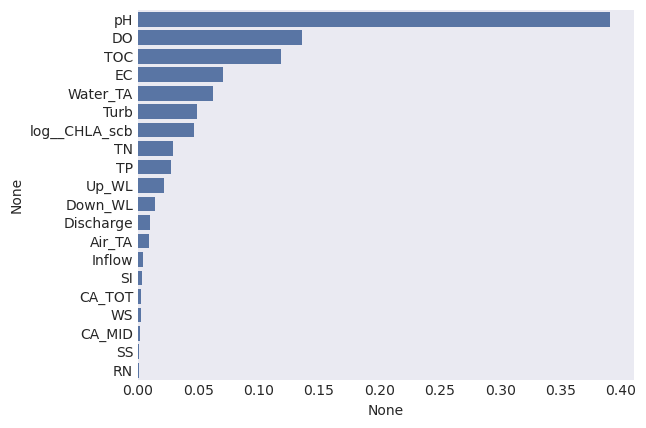 pH
DO
TOC
EC
Water_TA
Turb
log__CHLA_scb
TN
TP
Up_WL
Down_WL
Discharge
Air_TA
Inflow
SI
CA_TOT
WS
CA_MID
SS
RN
None
0.00 0.05 0.10 0.15 0.20 0.25 0.30 0.35 0.40
None